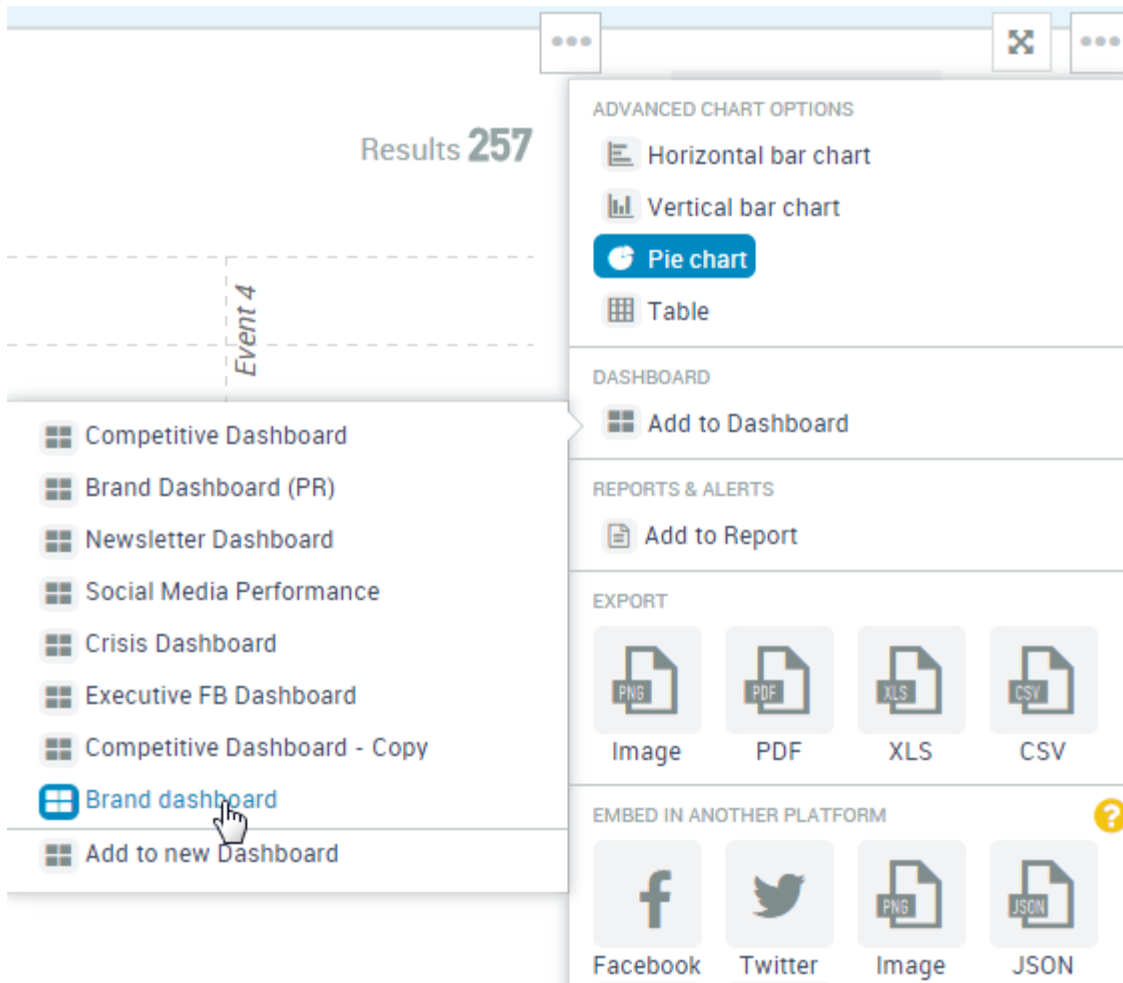 Results 257
Event 4
ADVANCED CHART OPTIONS
Horizontal bar chart
Vertical bar chart
Pie chart
Table
DASHBOARD
Add to Dashboard
Competitive Dashboard
Brand Dashboard (PR)
Newsletter Dashboard
Social Media Performance
Crisis Dashboard
Executive FB Dashboard
Competitive Dashboard - Copy
Brand dashboard
Add to new Dashboard
REPORTS & ALERTS
Add to Report
EXPORT
PNG PDF XLS CSV
Image PDF XLS CSV
EMBED IN ANOTHER PLATFORM ?
f PNG JSON
Facebook Twitter Image JSON